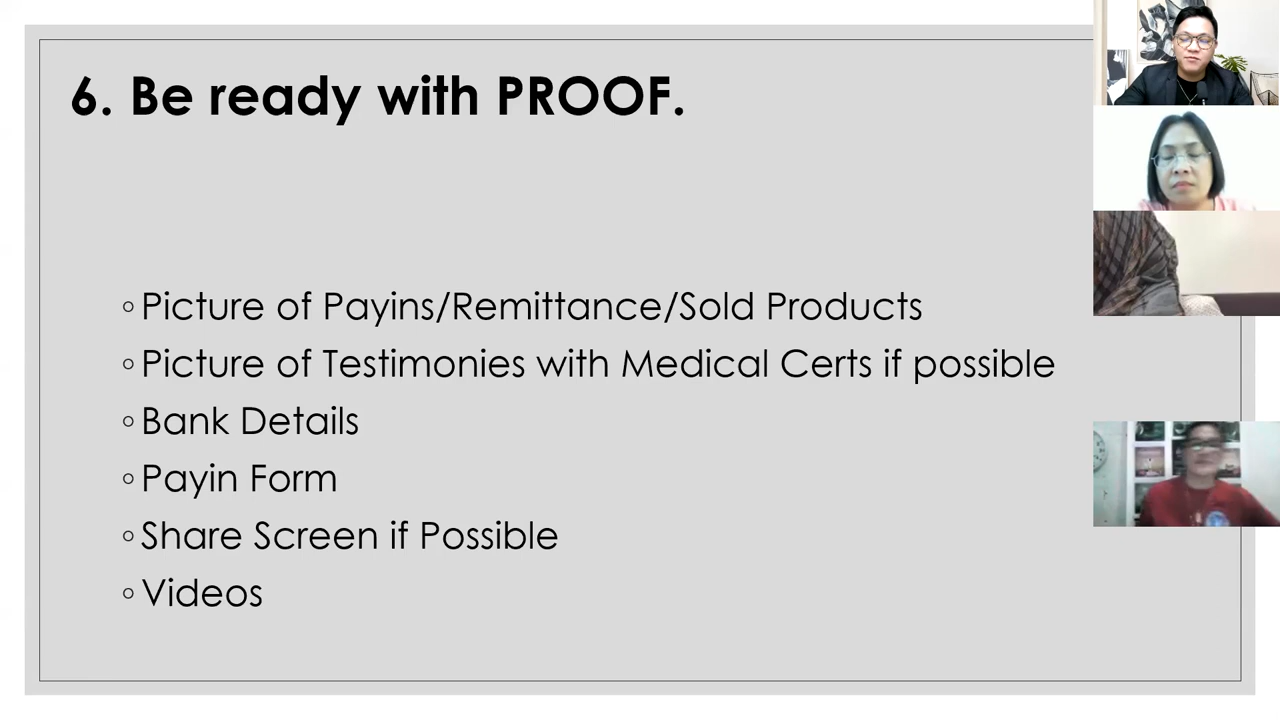 6. Be ready with PROOF.
◦Picture of Payins/Remittance/Sold Products
◦Picture of Testimonies with Medical Certs if possible
◦Bank Details
◦Payin Form
◦Share Screen if Possible
◦Videos